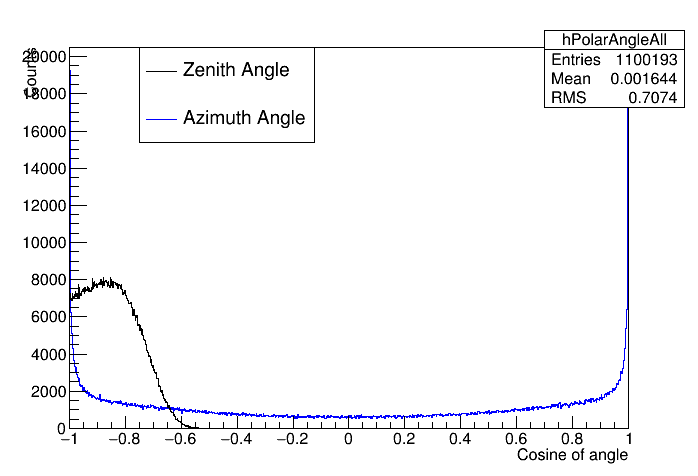 hPolarAngleAll
Entries 1100193
Mean 0.001644
RMS 0.7074
Zenith Angle
Azimuth Angle
Counts
20000
18000
16000
14000
12000
10000
8000
6000
4000
2000
0
−1 −0.8 −0.6 −0.4 −0.2 0 0.2 0.4 0.6 0.8 1
Cosine of angle